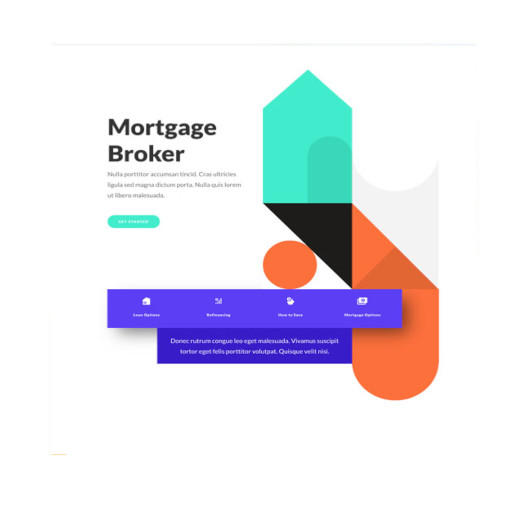 Mortgage
Broker
Nulla porttitor accumsan tincid. Cras ultricies
ligula sed magna dictum porta. Nulla quis lorem
ut libero malesuada.
GET STARTED
Loan Options
Refinancing
How to Save
Mortgage Options
Donec rutrum congue leo eget malesuada. Vivamus suscipit
tortor eget felis porttitor volutpat. Quisque velit nisi.